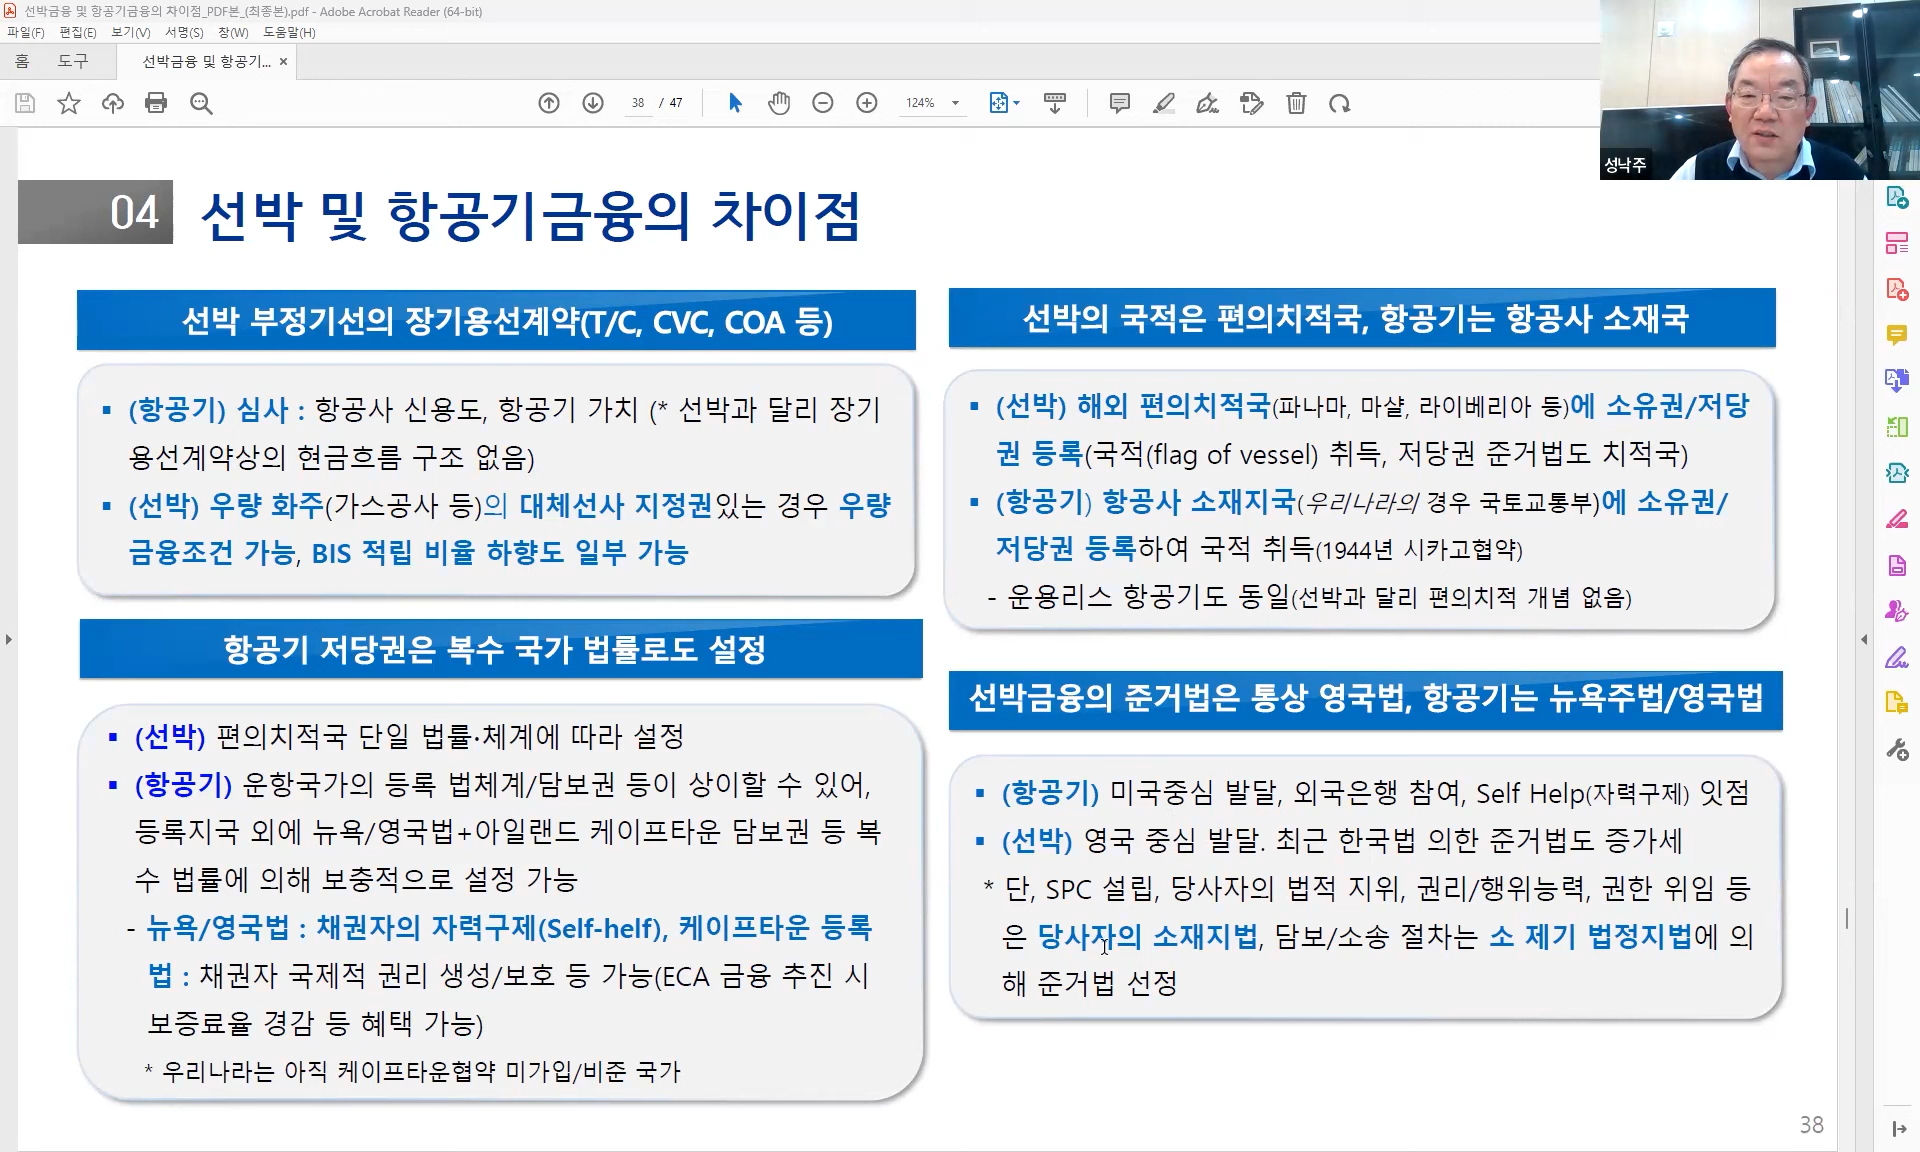 선박금융 및 항공기금융의 차이점_PDF본_(최종본).pdf - Adobe Acrobat Reader (64-bit)
파일(F) 편집(E) 보기(V) 서명(S) 창(W) 도움말(H)
홈 도구 선박금융 및 항공기... ×
38 / 47 124%
성낙주
04 선박 및 항공기금융의 차이점
선박 부정기선의 장기용선계약(T/C, CVC, COA 등)
▪ (항공기) 심사 : 항공사 신용도, 항공기 가치 (* 선박과 달리 장기
용선계약상의 현금흐름 구조 없음)
▪ (선박) 우량 화주(가스공사 등)의 대체선사 지정권있는 경우 우량
금융조건 가능, BIS 적립 비율 하향도 일부 가능
항공기 저당권은 복수 국가 법률로도 설정
▪ (선박) 편의치적국 단일 법률·체계에 따라 설정
▪ (항공기) 운항국가의 등록 법체계/담보권 등이 상이할 수 있어,
등록지국 외에 뉴욕/영국법+아일랜드 케이프타운 담보권 등 복
수 법률에 의해 보충적으로 설정 가능
- 뉴욕/영국법 : 채권자의 자력구제(Self-helf), 케이프타운 등록
법 : 채권자 국제적 권리 생성/보호 등 가능(ECA 금융 추진 시
보증료율 경감 등 혜택 가능)
* 우리나라는 아직 케이프타운협약 미가입/비준 국가
선박의 국적은 편의치적국, 항공기는 항공사 소재국
▪ (선박) 해외 편의치적국(파나마, 마샬, 라이베리아 등)에 소유권/저당
권 등록(국적(flag of vessel) 취득, 저당권 준거법도 치적국)
▪ (항공기) 항공사 소재지국(우리나라의 경우 국토교통부)에 소유권/
저당권 등록하여 국적 취득(1944년 시카고협약)
- 운용리스 항공기도 동일(선박과 달리 편의치적 개념 없음)
선박금융의 준거법은 통상 영국법, 항공기는 뉴욕주법/영국법
▪ (항공기) 미국중심 발달, 외국은행 참여, Self Help(자력구제) 잇점
▪ (선박) 영국 중심 발달. 최근 한국법 의한 준거법도 증가세
* 단, SPC 설립, 당사자의 법적 지위, 권리/행위능력, 권한 위임 등
은 당사자의 소재지법, 담보/소송 절차는 소 제기 법정지법에 의
해 준거법 선정
38